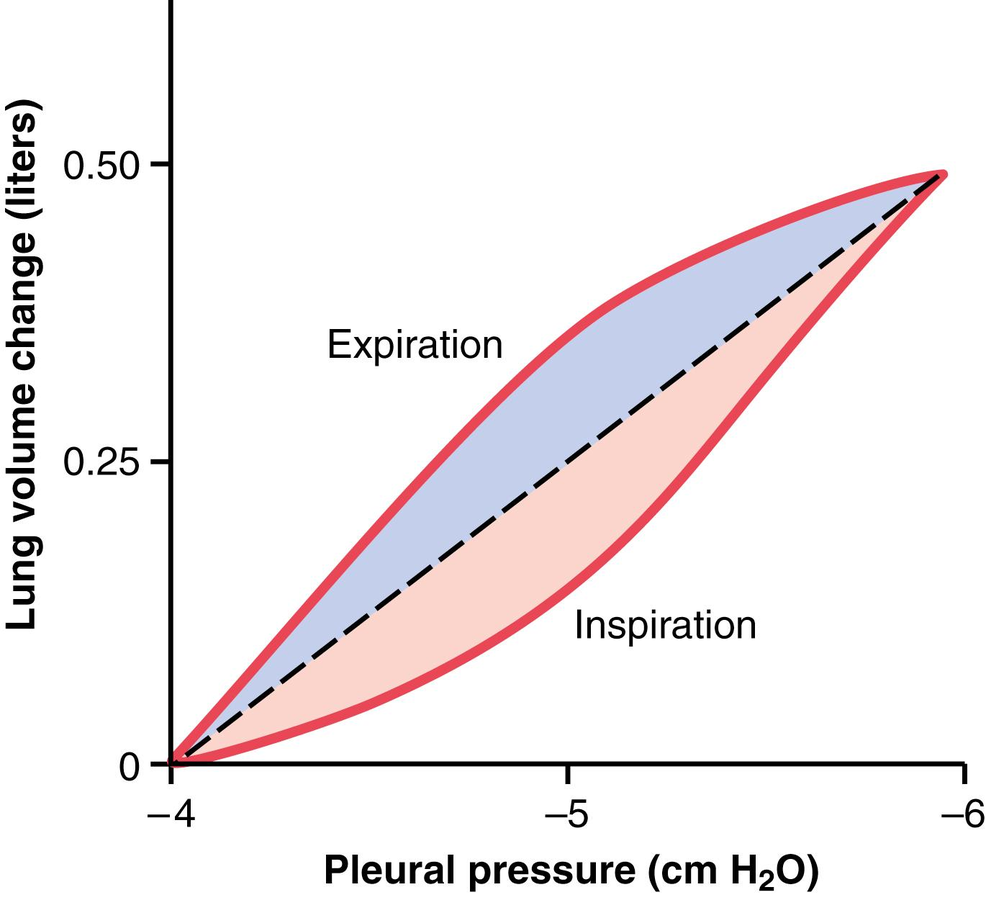 Lung volume change (liters)
0.50
0.25
0
Expiration
Inspiration
–4
–5
–6
Pleural pressure (cm H₂O)